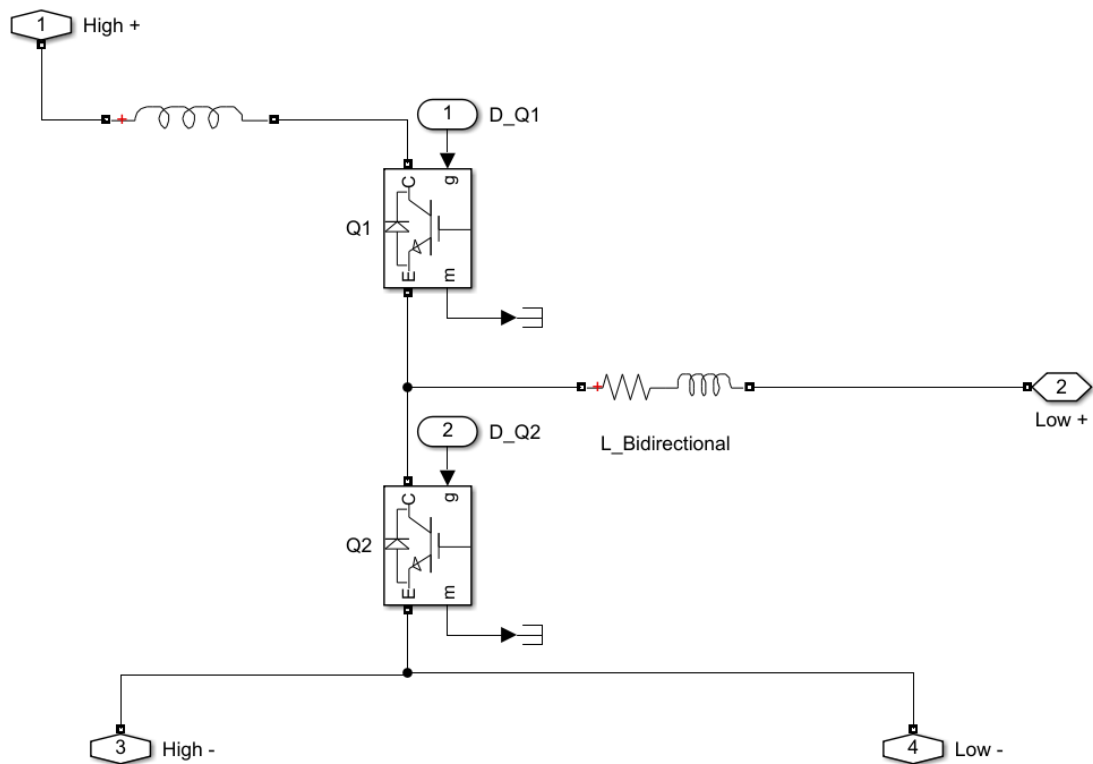 1
High +
1
D_Q1
C
g
Q1
E
m
2
Low +
2
D_Q2
L_Bidirectional
C
g
Q2
E
m
3
High -
4
Low -